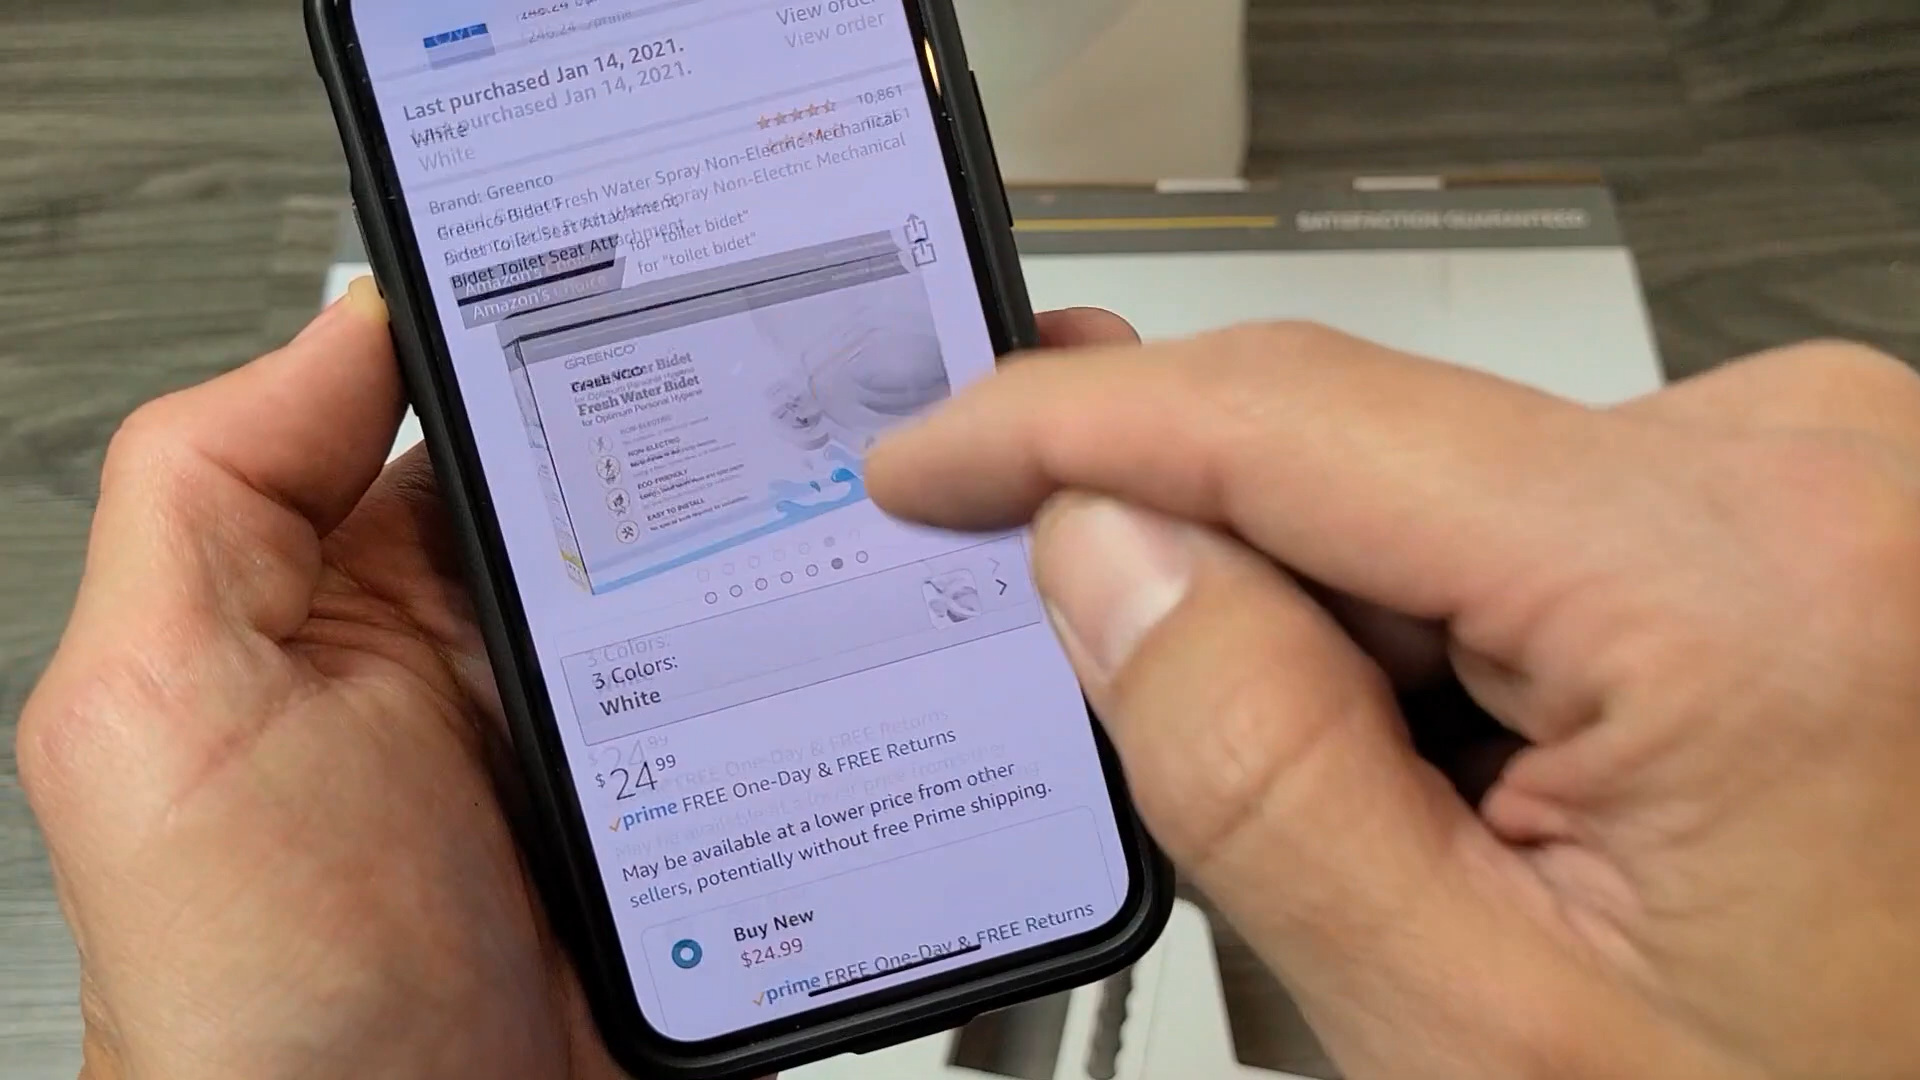 View order
Last purchased Jan 14, 2021.
White
10,861
Brand: Greenco
Greenco Bidet Fresh Water Spray Non-Electric Mechanical
Bidet Toilet Seat Attachment
Amazon's Choice for "toilet bidet"
SATISFACTION GUARANTEED
GREENCO
Fresh Water Bidet
for Optimum Personal Hygiene
NON-ELECTRIC
ECO-FRIENDLY
EASY TO INSTALL
3 Colors:
White
$24.99
prime FREE One-Day & FREE Returns
May be available at a lower price from other
sellers, potentially without free Prime shipping.
Buy New
$24.99
prime FREE One-Day & FREE Returns